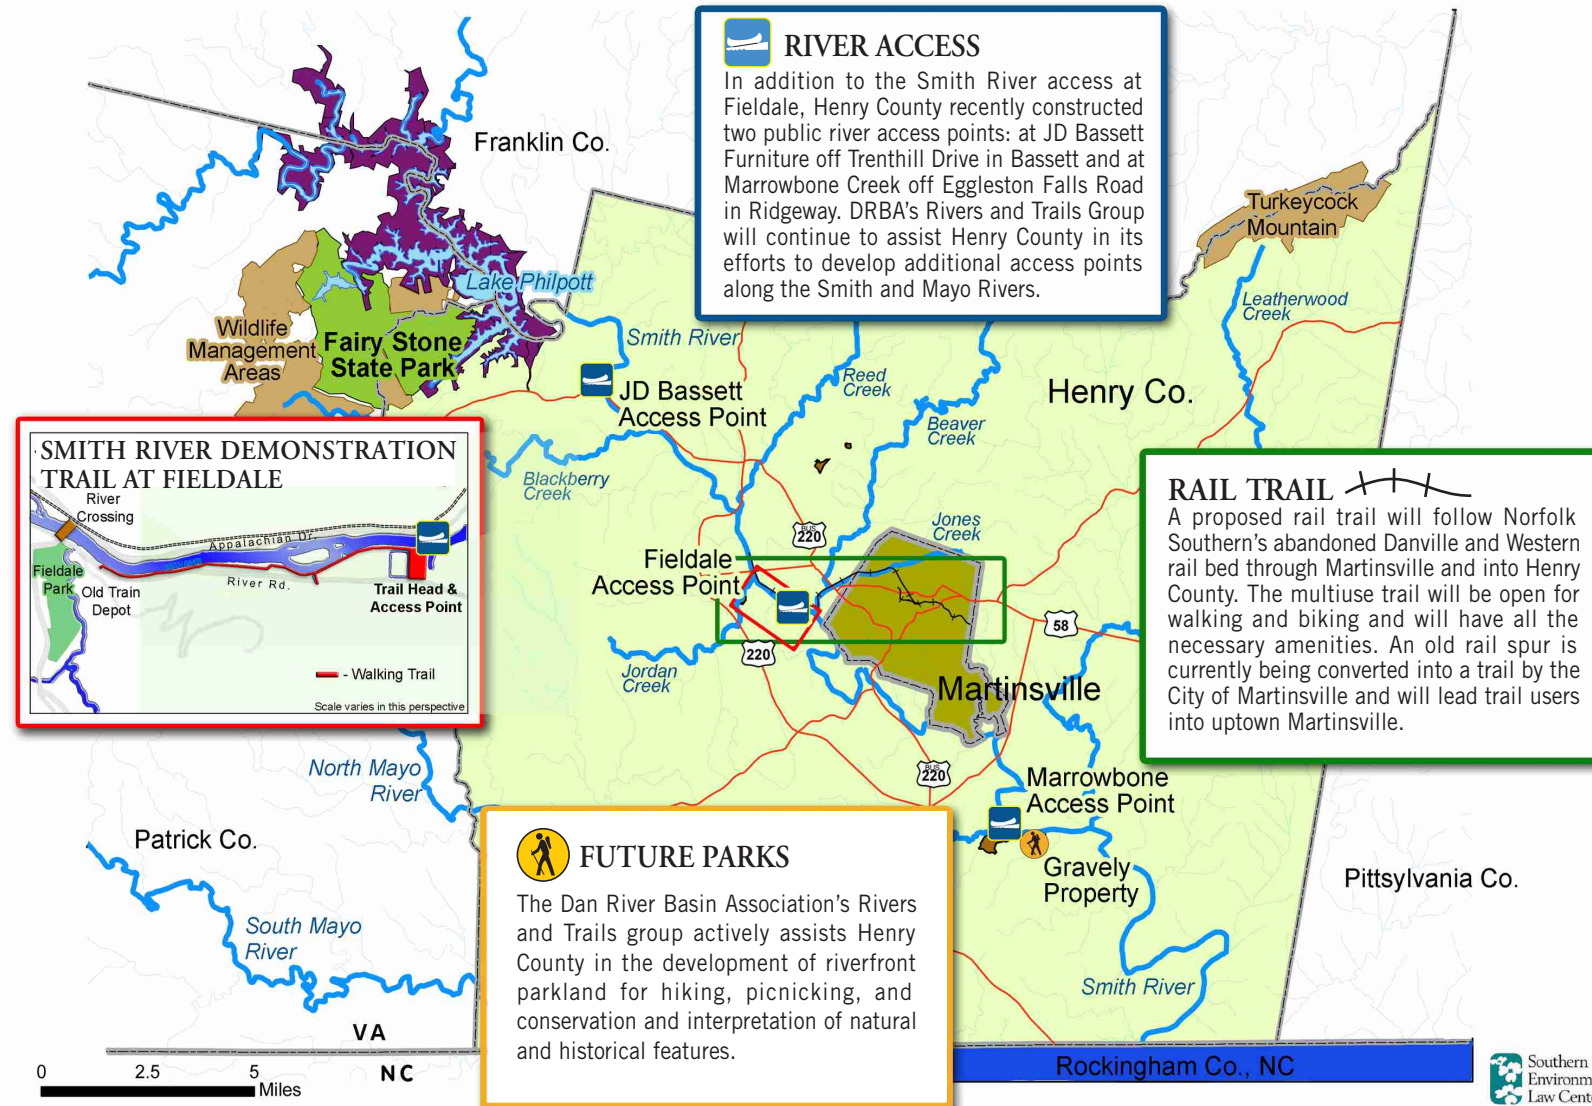 RIVER ACCESS
In addition to the Smith River access at
Fieldale, Henry County recently constructed
two public river access points: at JD Bassett
Furniture off Trenthill Drive in Bassett and at
Marrowbone Creek off Eggleston Falls Road
in Ridgeway. DRBA's Rivers and Trails Group
will continue to assist Henry County in its
efforts to develop additional access points
along the Smith and Mayo Rivers.
Franklin Co.
Turkeycock
Mountain
Lake Philpott
Leatherwood
Creek
Wildlife
Management
Areas
Fairy Stone
State Park
Smith River
JD Bassett
Access Point
Reed
Creek
Henry Co.
Beaver
Creek
SMITH RIVER DEMONSTRATION
TRAIL AT FIELDALE
River
Crossing
Appalachian Dr.
Fieldale
Park
Old Train
Depot
River Rd.
Trail Head &
Access Point
- Walking Trail
Scale varies in this perspective
Blackberry
Creek
RAIL TRAIL
A proposed rail trail will follow Norfolk
Southern's abandoned Danville and Western
rail bed through Martinsville and into Henry
County. The multiuse trail will be open for
walking and biking and will have all the
necessary amenities. An old rail spur is
currently being converted into a trail by the
City of Martinsville and will lead trail users
into uptown Martinsville.
BUS
220
Jones
Creek
Fieldale
Access Point
58
220
Jordan
Creek
Martinsville
North Mayo
River
BUS
220
Marrowbone
Access Point
Patrick Co.
Gravely
Property
Pittsylvania Co.
FUTURE PARKS
The Dan River Basin Association's Rivers
and Trails group actively assists Henry
County in the development of riverfront
parkland for hiking, picnicking, and
conservation and interpretation of natural
and historical features.
South Mayo
River
Smith River
VA
NC
Rockingham Co., NC
0 2.5 5
Miles
Southern
Environm
Law Cent